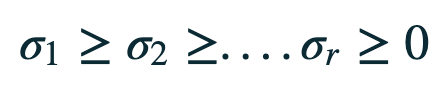 σ₁ ≥ σ₂ ≥ . . . . σᵣ ≥ 0